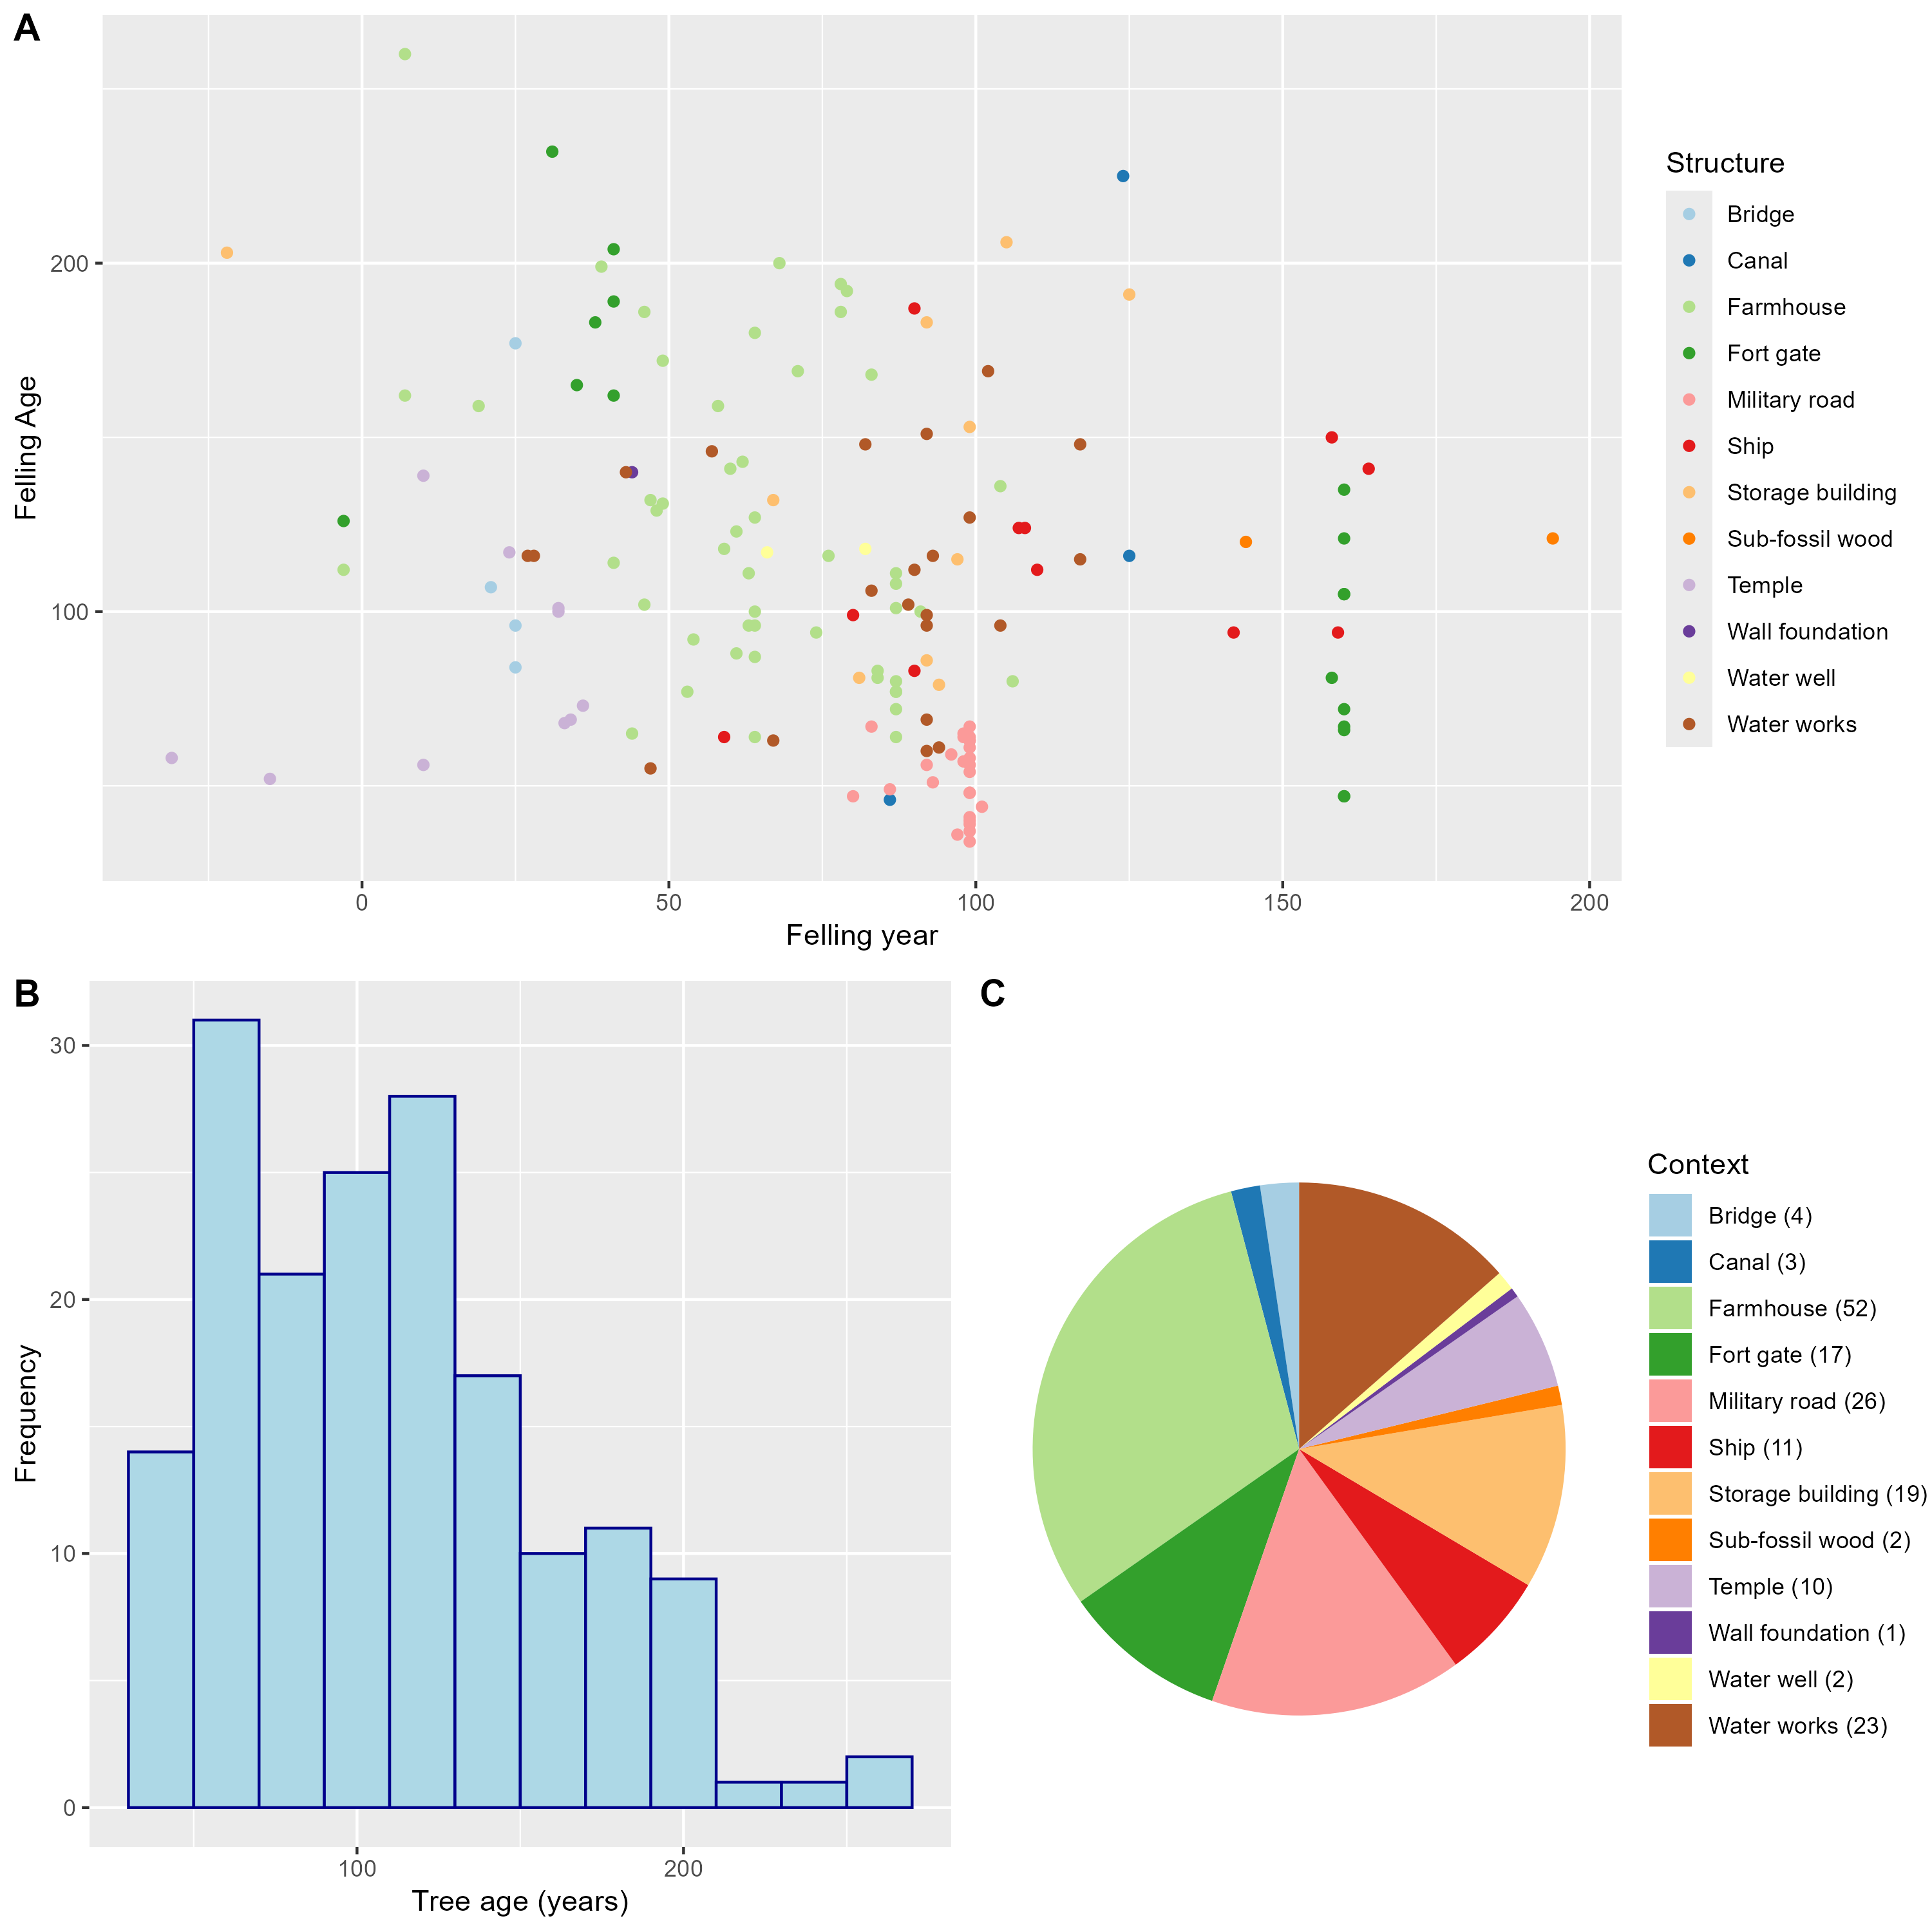 A
200
100
Felling Age
0
50
100
150
200
Felling year
Structure
Bridge
Canal
Farmhouse
Fort gate
Military road
Ship
Storage building
Sub-fossil wood
Temple
Wall foundation
Water well
Water works
B
30
20
10
0
Frequency
100
200
Tree age (years)
C
Context
Bridge (4)
Canal (3)
Farmhouse (52)
Fort gate (17)
Military road (26)
Ship (11)
Storage building (19)
Sub-fossil wood (2)
Temple (10)
Wall foundation (1)
Water well (2)
Water works (23)